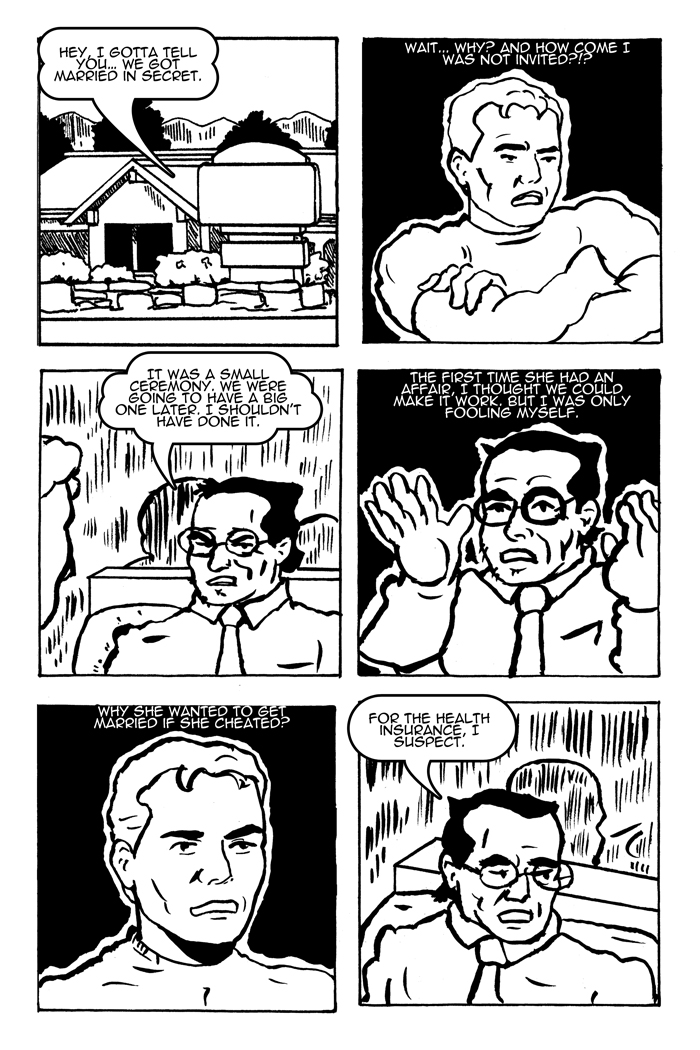 HEY, I GOTTA TELL
YOU... WE GOT
MARRIED IN SECRET.
WAIT... WHY? AND HOW COME I
WAS NOT INVITED?!?
IT WAS A SMALL
CEREMONY. WE WERE
GOING TO HAVE A BIG
ONE LATER. I SHOULDN'T
HAVE DONE IT.
THE FIRST TIME SHE HAD AN
AFFAIR, I THOUGHT WE COULD
MAKE IT WORK. BUT I WAS ONLY
FOOLING MYSELF.
WHY SHE WANTED TO GET
MARRIED IF SHE CHEATED?
FOR THE HEALTH
INSURANCE, I
SUSPECT.